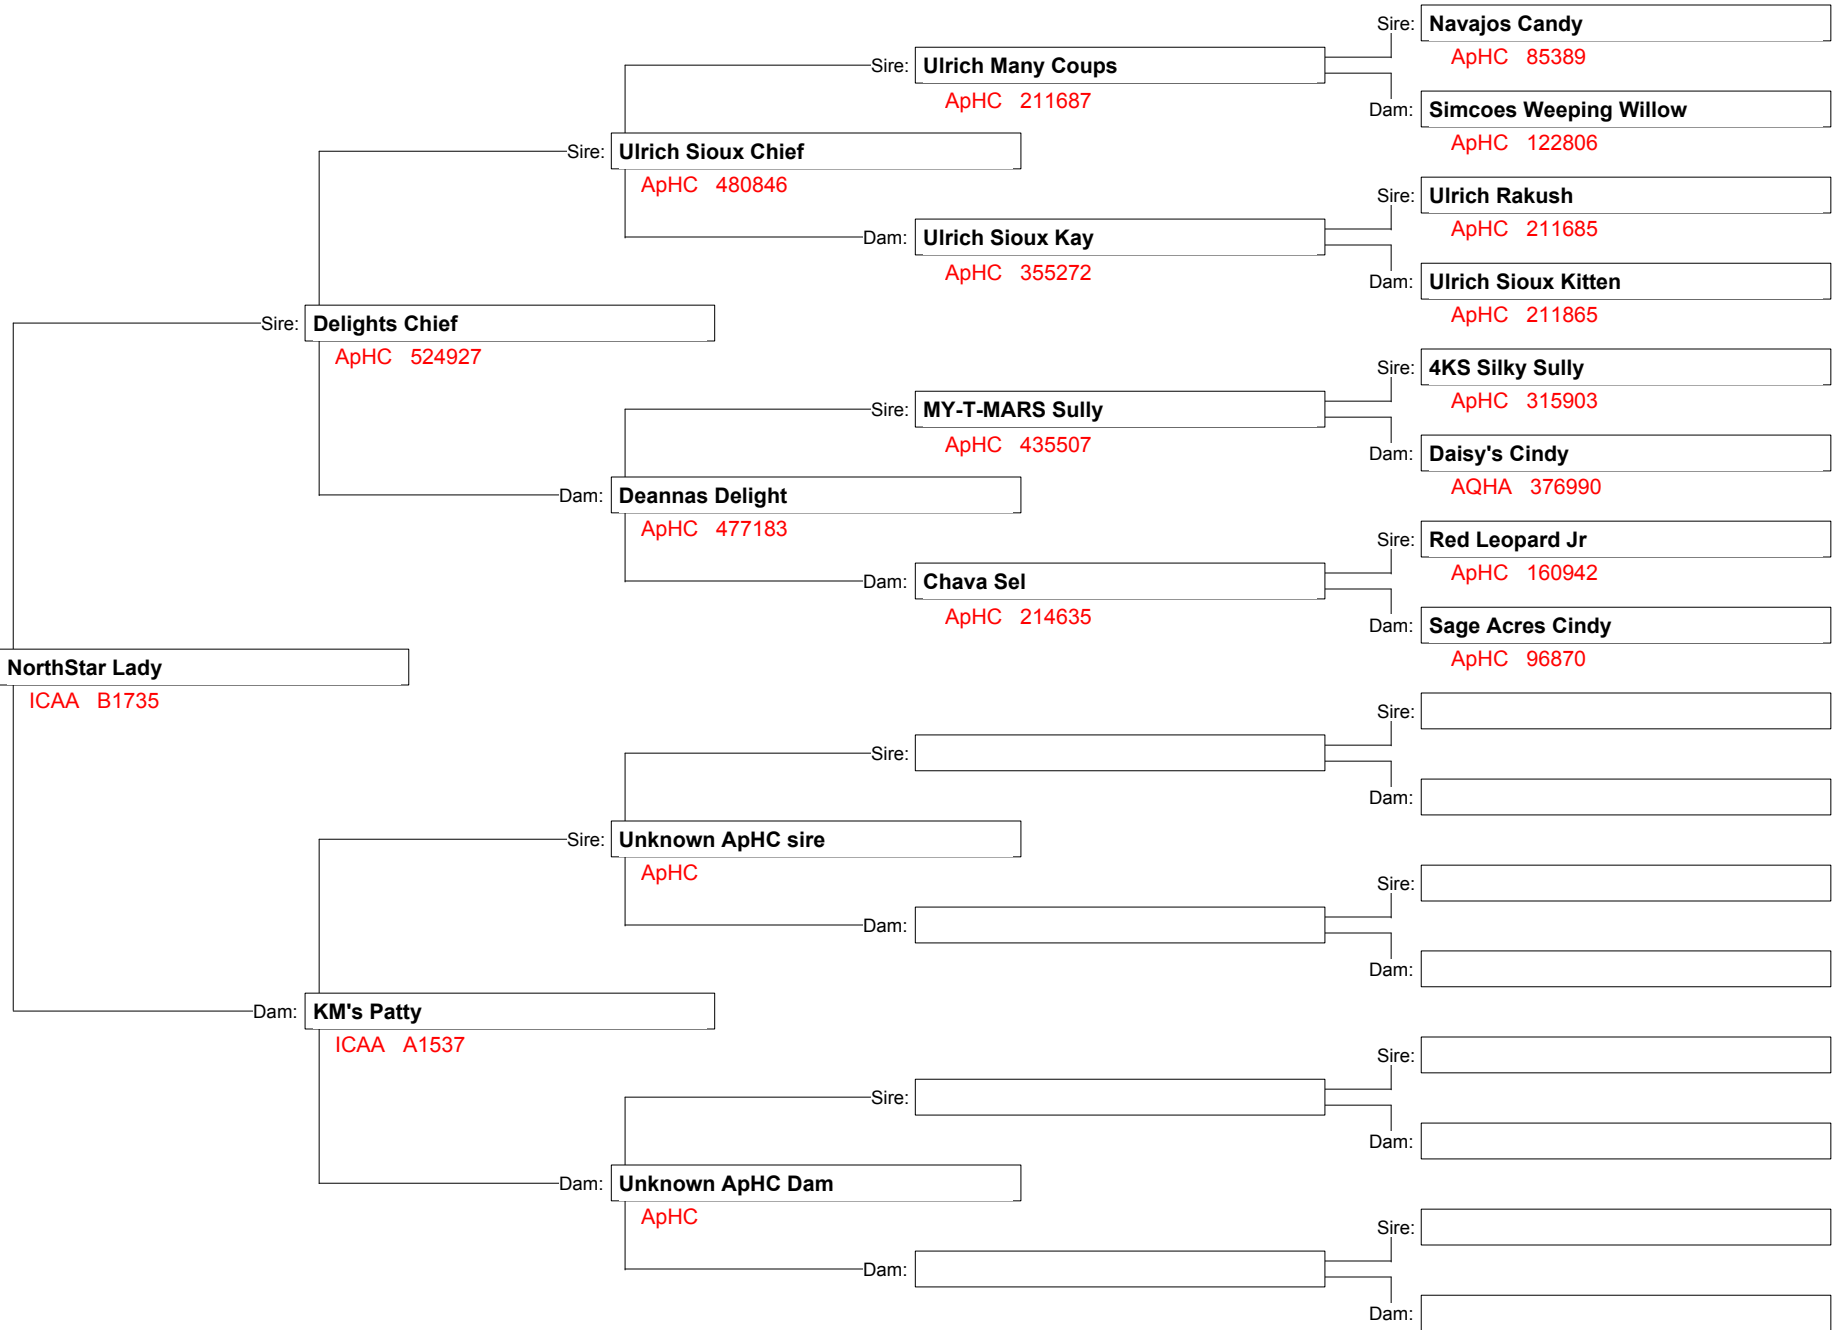 Sire: Navajos Candy
ApHC 85389
Sire: Ulrich Many Coups
ApHC 211687
Dam: Simcoes Weeping Willow
ApHC 122806
Sire: Ulrich Sioux Chief
ApHC 480846
Sire: Ulrich Rakush
ApHC 211685
Dam: Ulrich Sioux Kay
ApHC 355272
Dam: Ulrich Sioux Kitten
ApHC 211865
Sire: Delights Chief
ApHC 524927
Sire: 4KS Silky Sully
ApHC 315903
Sire: MY-T-MARS Sully
ApHC 435507
Dam: Daisy's Cindy
AQHA 376990
Dam: Deannas Delight
ApHC 477183
Sire: Red Leopard Jr
ApHC 160942
Dam: Chava Sel
ApHC 214635
Dam: Sage Acres Cindy
ApHC 96870
NorthStar Lady
ICAA B1735
Sire:
Sire:
Dam:
Sire: Unknown ApHC sire
ApHC
Sire:
Dam:
Dam:
Dam: KM's Patty
ICAA A1537
Sire:
Sire:
Dam:
Dam: Unknown ApHC Dam
ApHC
Sire:
Dam:
Dam: